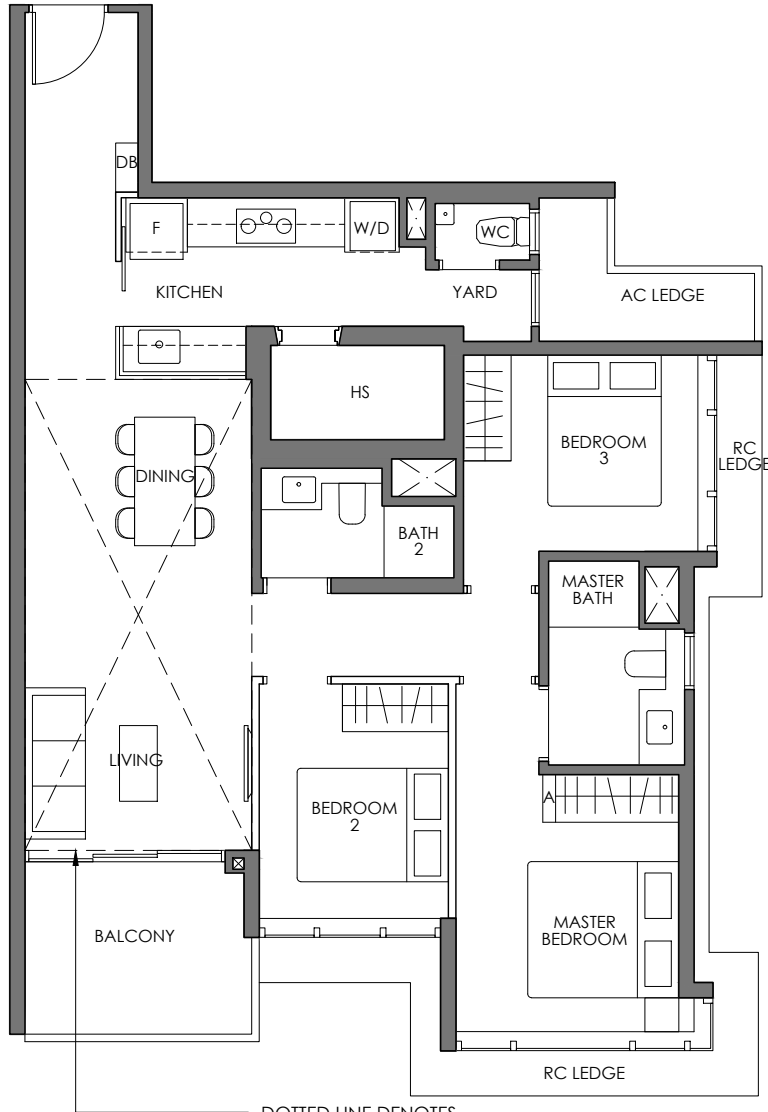 DB
F
W/D
WC
KITCHEN
YARD
AC LEDGE
HS
BEDROOM
3
RC
LEDGE
DINING
BATH
2
MASTER
BATH
LIVING
A
BEDROOM
2
MASTER
BEDROOM
BALCONY
RC LEDGE
DOTTED LINE DENOTES